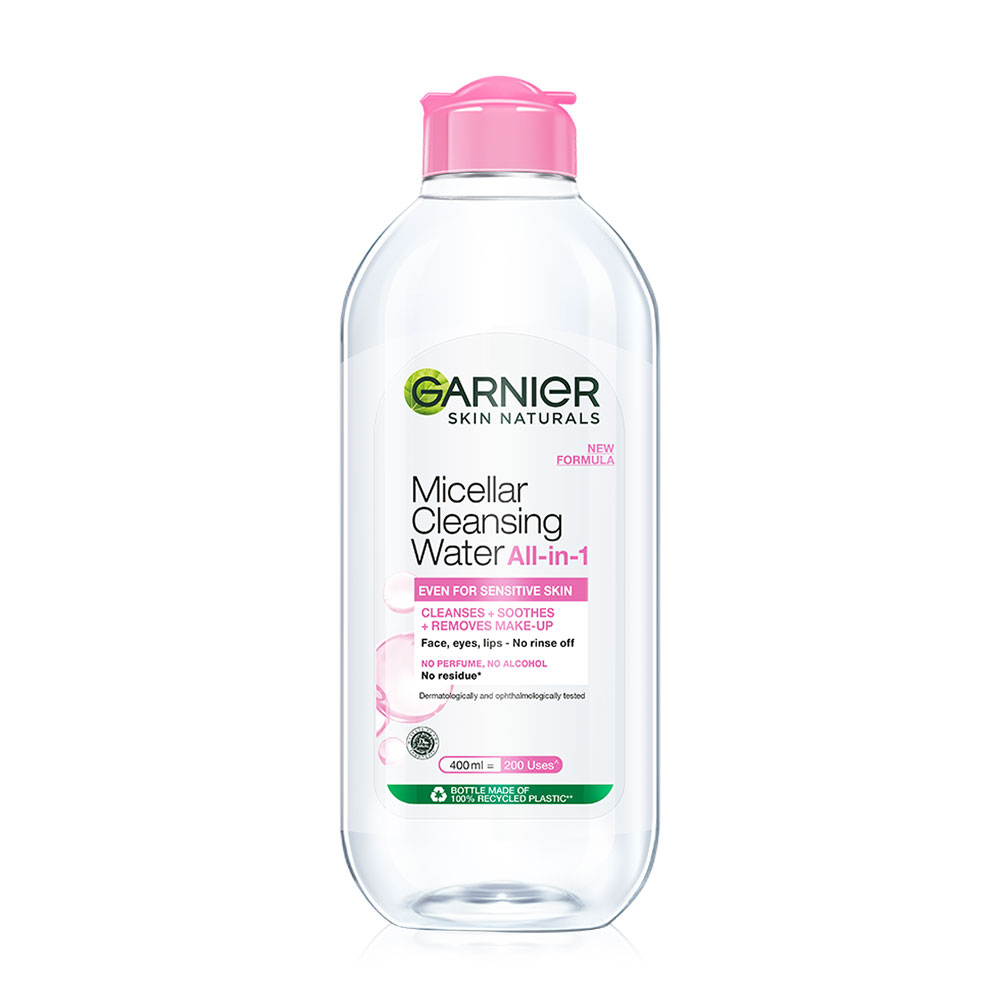 GARNIER
SKIN NATURALS
NEW
FORMULA
Micellar
Cleansing
Water All-in-1
EVEN FOR SENSITIVE SKIN
CLEANSES + SOOTHES
+ REMOVES MAKE-UP
Face, eyes, lips - No rinse off
NO PERFUME, NO ALCOHOL
No residue*
Dermatologically and ophthalmologically tested
400ml = 200 Uses^
BOTTLE MADE OF
100% RECYCLED PLASTIC**